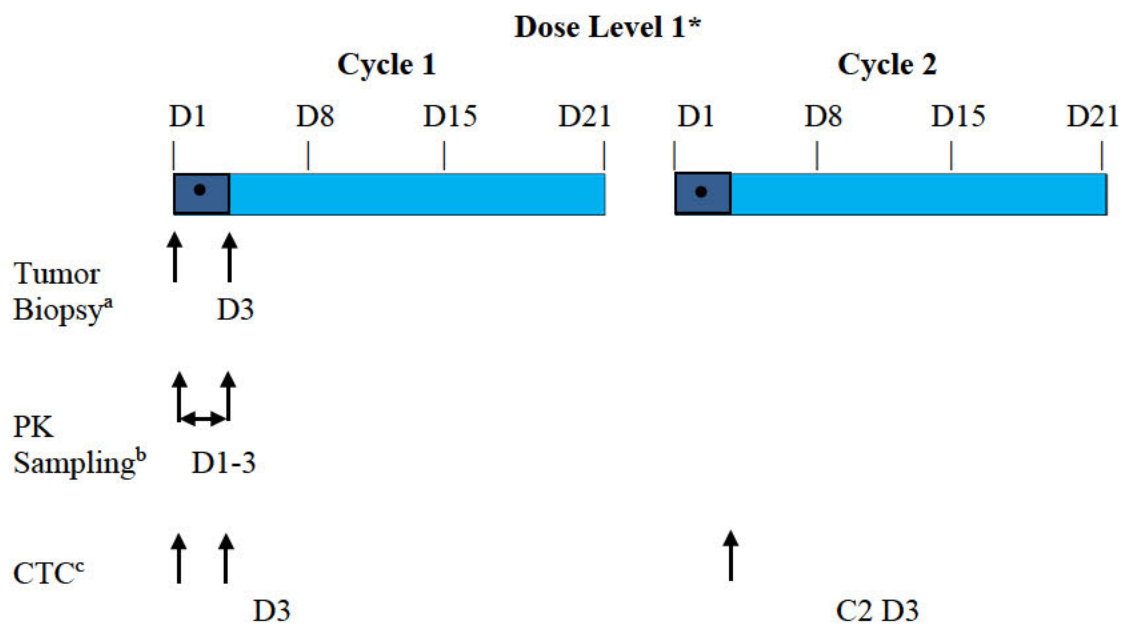 Dose Level 1*
Cycle 1 Cycle 2
D1 D8 D15 D21 D1 D8 D15 D21
Tumor
Biopsyᵃ D3
PK
Samplingᵇ D1-3
CTCᶜ
D3 C2 D3